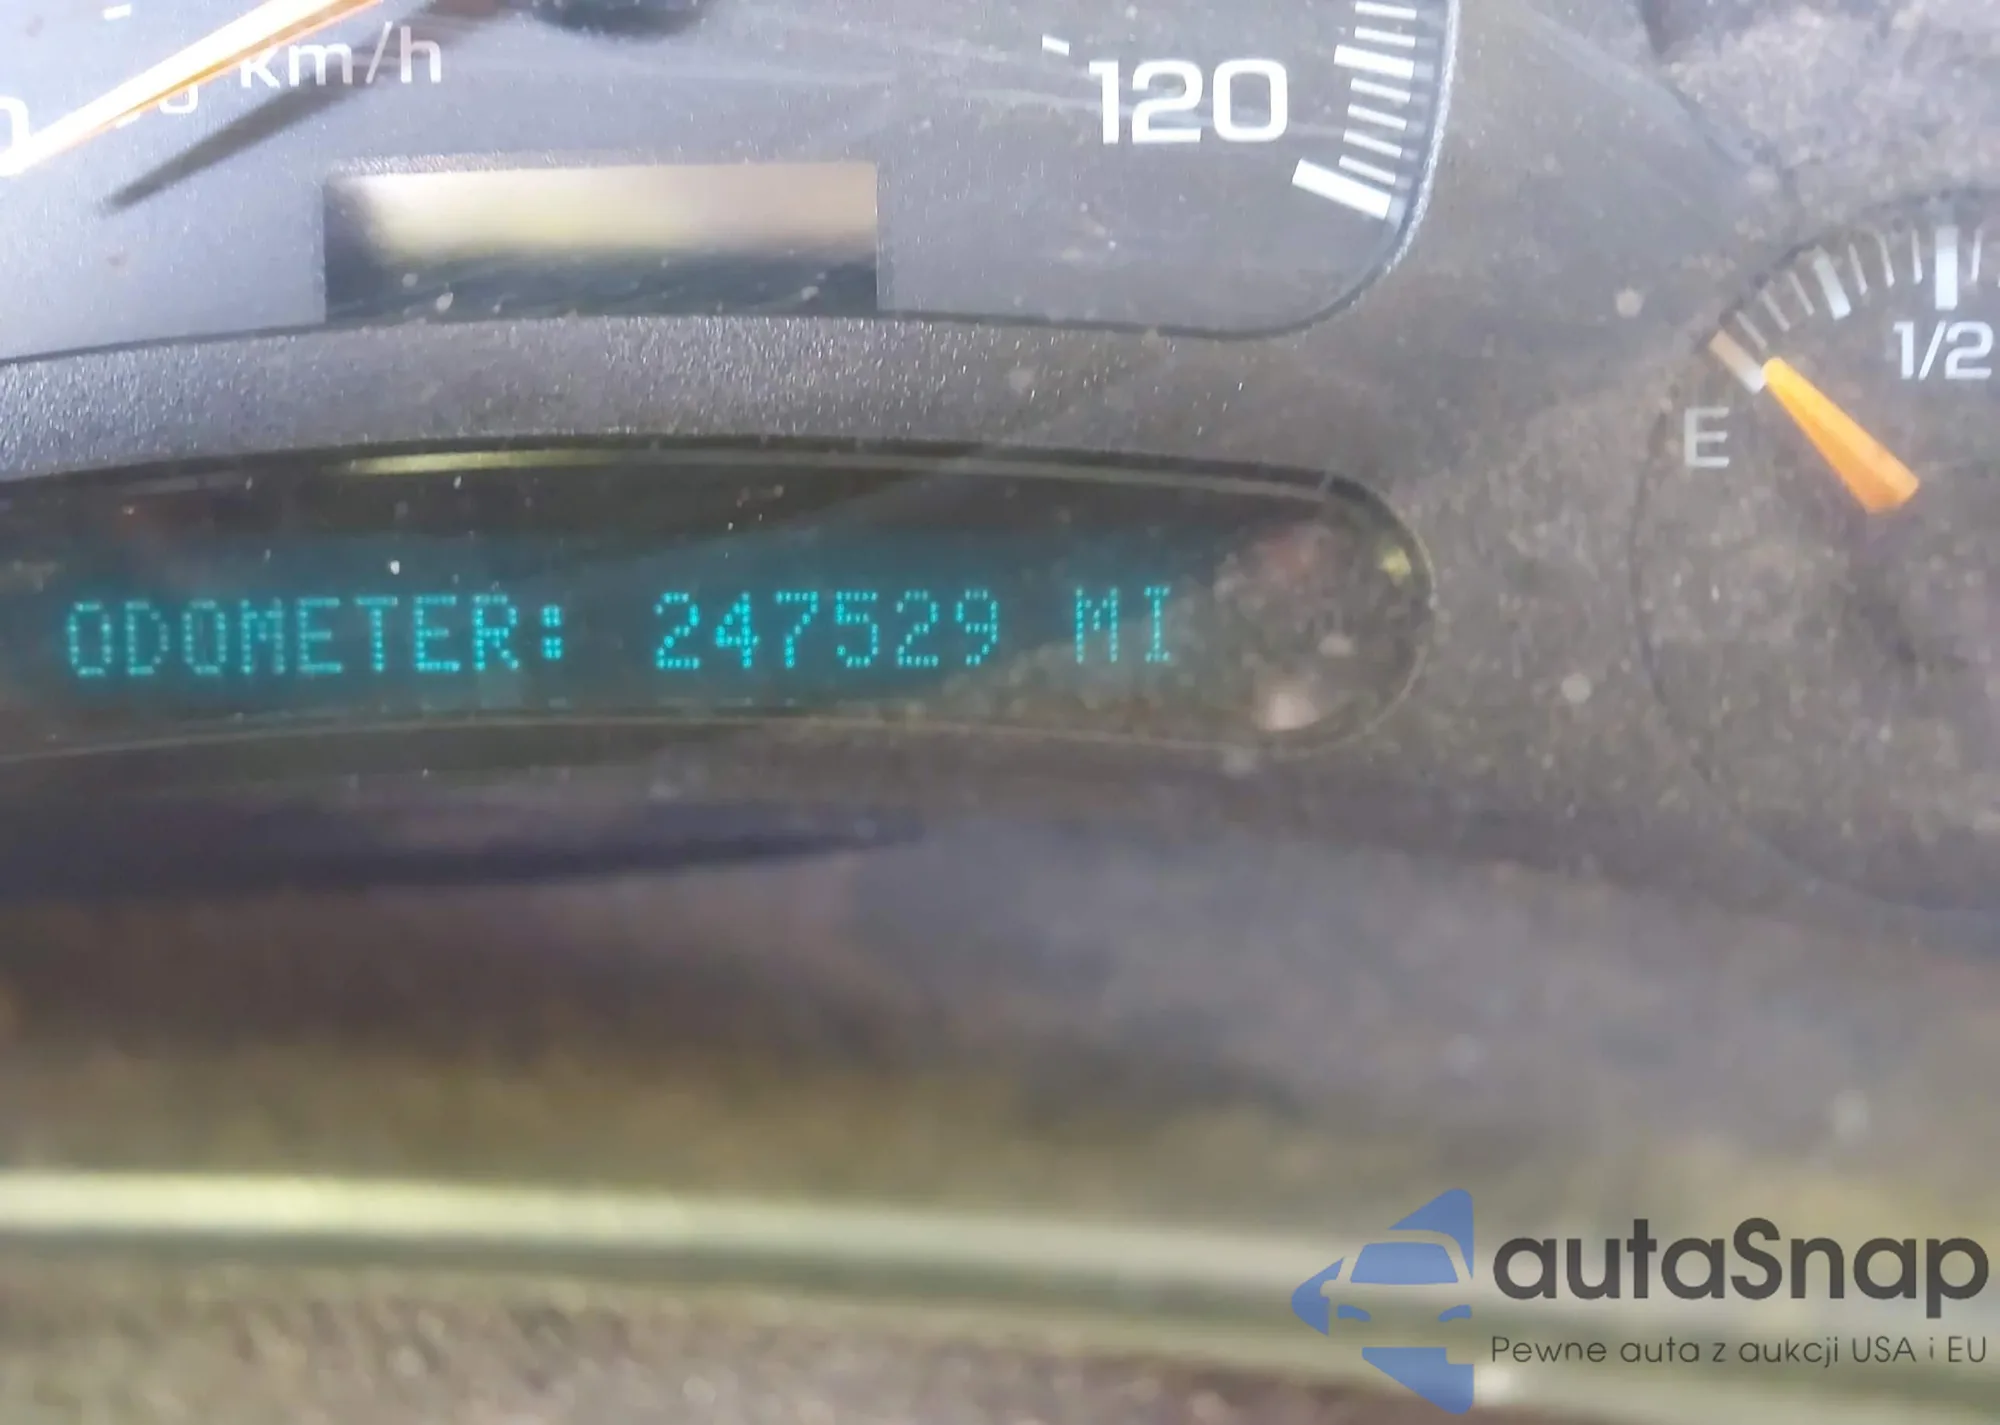 km/h
120
1/2
E
ODOMETER: 247529 MI
autaSnap
Pewne auta z aukcji USA i EU